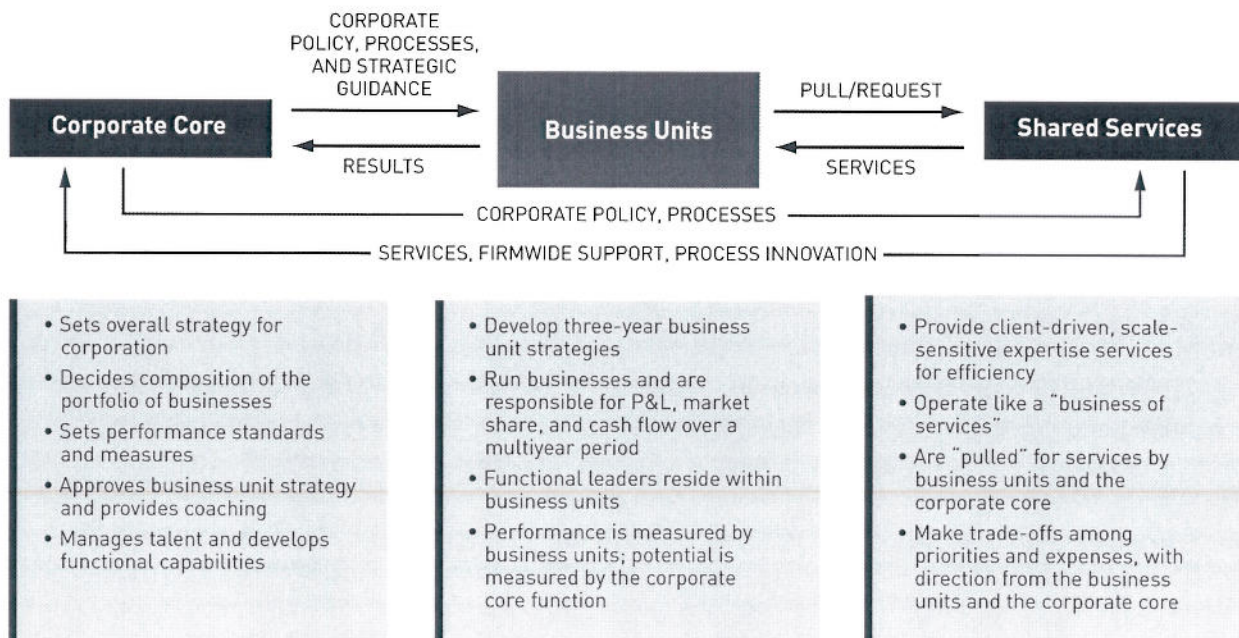 CORPORATE
POLICY, PROCESSES,
AND STRATEGIC
GUIDANCE
Corporate Core
Business Units
PULL/REQUEST
Shared Services
RESULTS
SERVICES
CORPORATE POLICY, PROCESSES
SERVICES, FIRMWIDE SUPPORT, PROCESS INNOVATION
• Sets overall strategy for
corporation
• Decides composition of the
portfolio of businesses
• Sets performance standards
and measures
• Approves business unit strategy
and provides coaching
• Manages talent and develops
functional capabilities
• Develop three-year business
unit strategies
• Run businesses and are
responsible for P&L, market
share, and cash flow over a
multiyear period
• Functional leaders reside within
business units
• Performance is measured by
business units; potential is
measured by the corporate
core function
• Provide client-driven, scale-
sensitive expertise services
for efficiency
• Operate like a "business of
services"
• Are "pulled" for services by
business units and the
corporate core
• Make trade-offs among
priorities and expenses, with
direction from the business
units and the corporate core